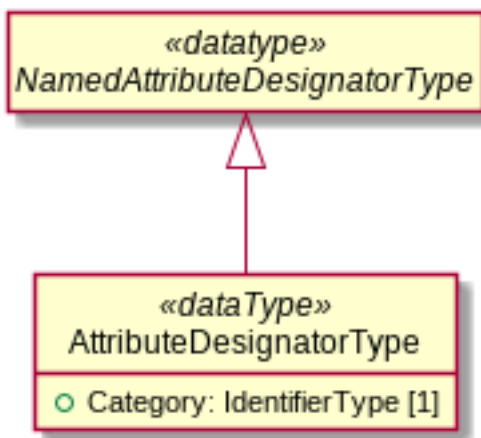 «datatype»
NamedAttributeDesignatorType
«dataType»
AttributeDesignatorType
Category: IdentifierType [1]